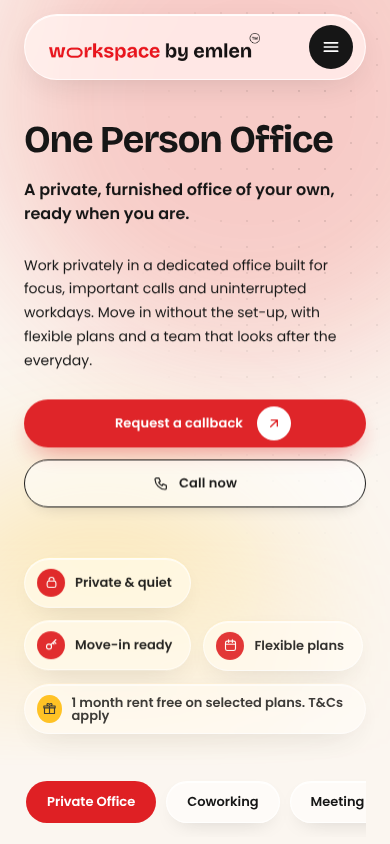 workspace by emlen™
One Person Office
A private, furnished office of your own,
ready when you are.
Work privately in a dedicated office built for
focus, important calls and uninterrupted
workdays. Move in without the set-up, with
flexible plans and a team that looks after the
everyday.
Request a callback
Call now
Private & quiet
Move-in ready
Flexible plans
1 month rent free on selected plans. T&Cs
apply
Private Office
Coworking
Meeting